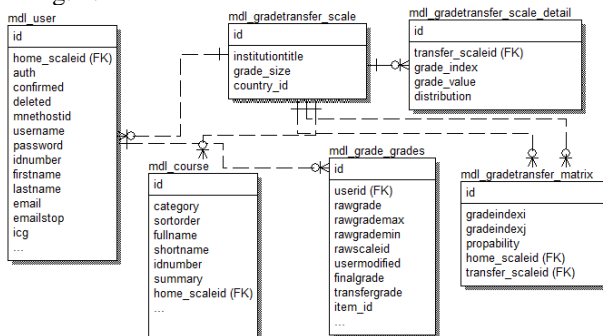 mdl_user
id
home_scaleid (FK)
auth
confirmed
deleted
mnethostid
username
password
idnumber
firstname
lastname
email
emailstop
icg
...
mdl_gradetransfer_scale
id
institutiontitle
grade_size
country_id
mdl_gradetransfer_scale_detail
id
transfer_scaleid (FK)
grade_index
grade_value
distribution
mdl_course
id
category
sortorder
fullname
shortname
idnumber
summary
home_scaleid (FK)
...
mdl_grade_grades
id
userid (FK)
rawgrade
rawgrademax
rawgrademin
rawscaleid
usermodified
finalgrade
transfergrade
item_id
...
mdl_gradetransfer_matrix
id
gradeindexi
gradeindexj
propability
home_scaleid (FK)
transfer_scaleid (FK)